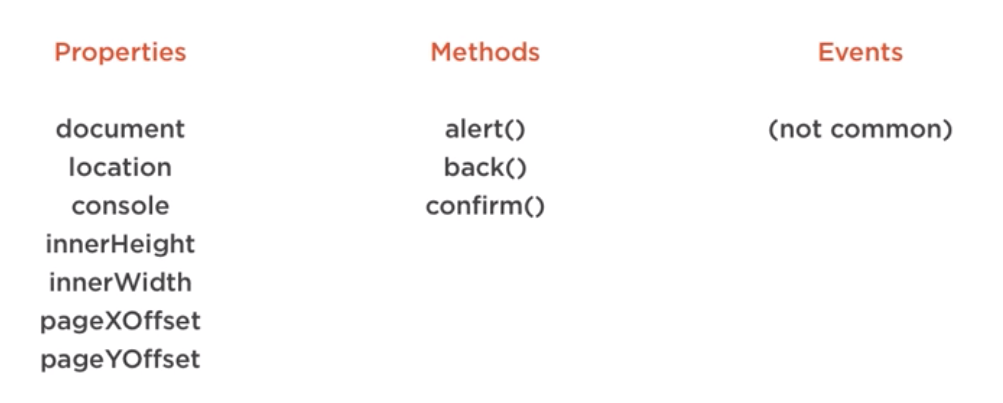 Properties
document
location
console
innerHeight
innerWidth
pageXOffset
pageYOffset
Methods
alert()
back()
confirm()
Events
(not common)